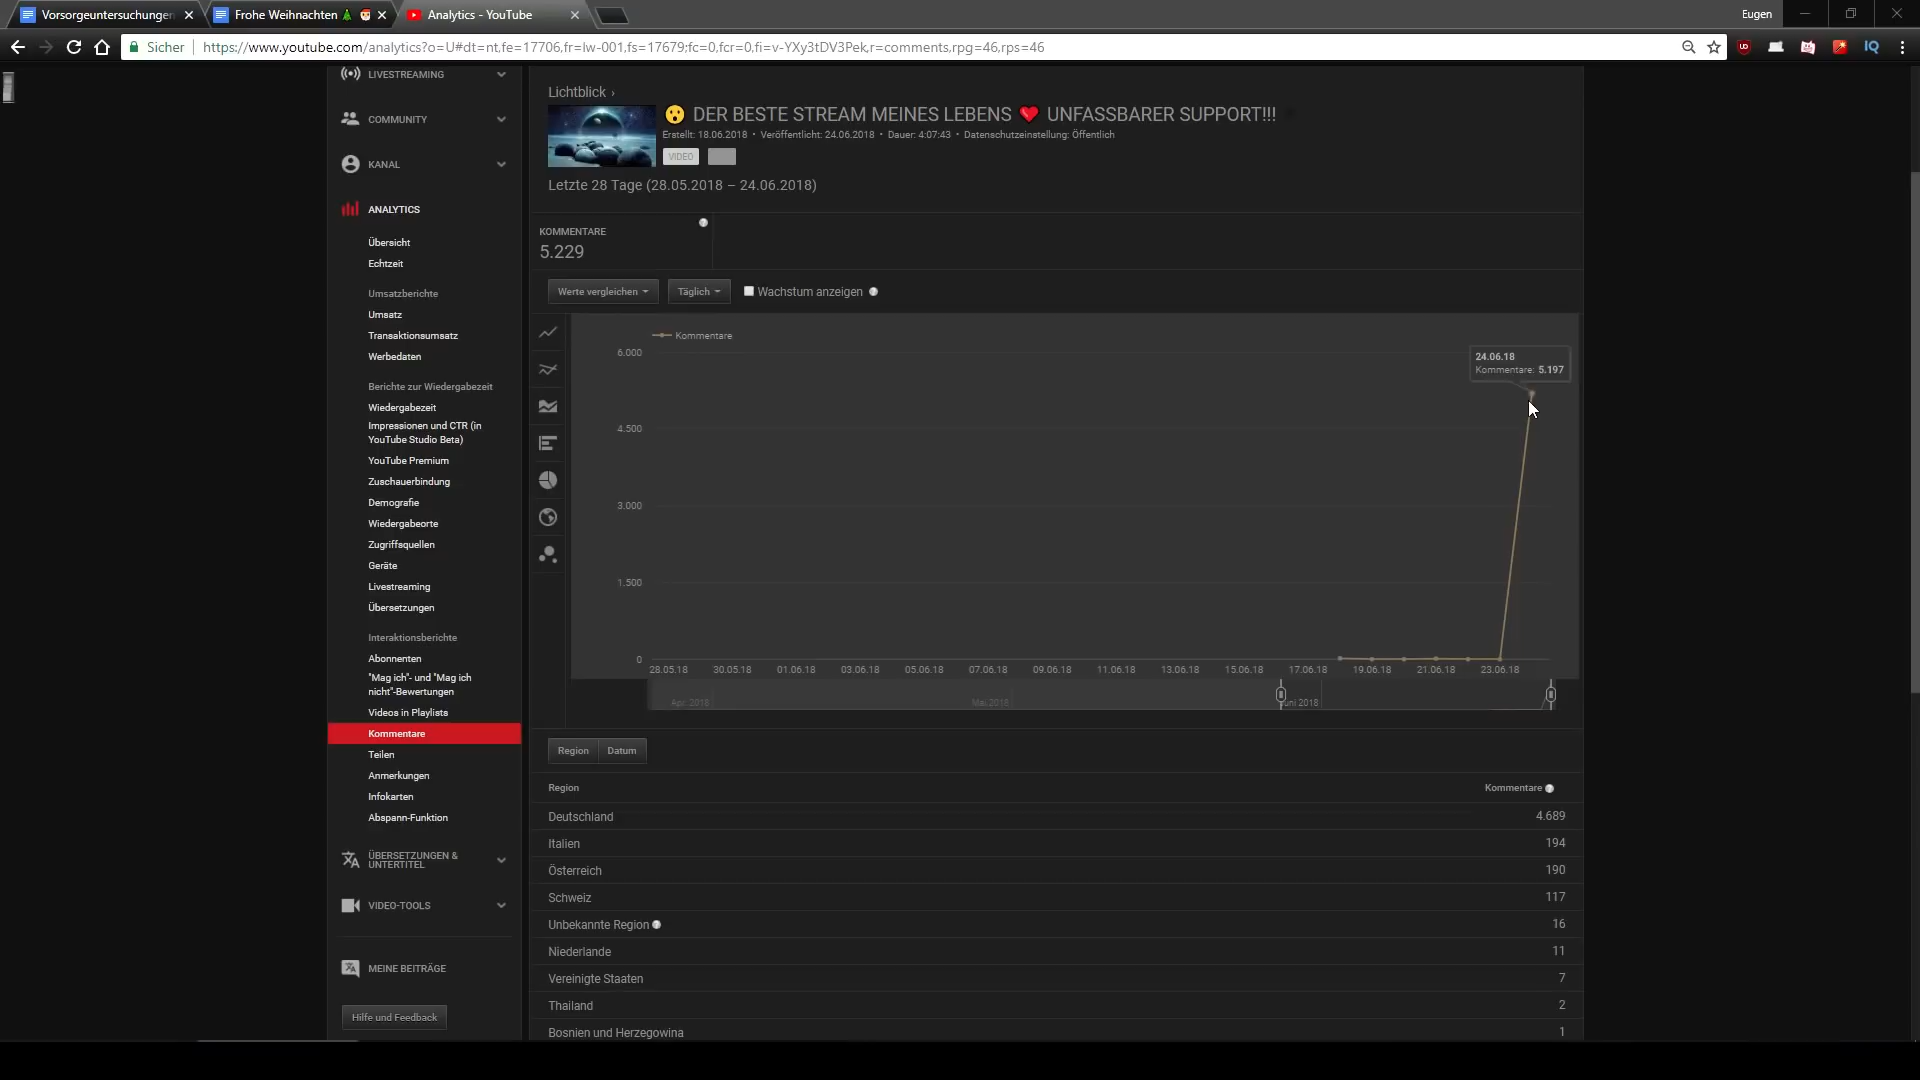 Vorsorgeuntersuchungen
Frohe Weihnachten 🎄 🎅
Analytics - YouTube
Eugen
Sicher
https://www.youtube.com/analytics?o=U#dt=nt,fe=17706,fr=lw-001,fs=17679;fc=0,fcr=0,fi=v-YXy3tDV3Pek,r=comments,rpg=46,rps=46
LIVESTREAMING
COMMUNITY
KANAL
ANALYTICS
Übersicht
Echtzeit
Umsatzberichte
Umsatz
Transaktionsumsatz
Werbedaten
Berichte zur Wiedergabezeit
Wiedergabezeit
Impressionen und CTR (in
YouTube Studio Beta)
YouTube Premium
Zuschauerbindung
Demografie
Wiedergabeorte
Zugriffsquellen
Geräte
Livestreaming
Übersetzungen
Interaktionsberichte
Abonnenten
"Mag ich"- und "Mag ich
nicht"-Bewertungen
Videos in Playlists
Kommentare
Teilen
Anmerkungen
Infokarten
Abspann-Funktion
ÜBERSETZUNGEN &
UNTERTITEL
VIDEO-TOOLS
MEINE BEITRÄGE
Hilfe und Feedback
Lichtblick ›
😮 DER BESTE STREAM MEINES LEBENS ❤️ UNFASSBARER SUPPORT!!!
Erstellt: 18.06.2018 • Veröffentlicht: 24.06.2018 • Dauer: 4:07:43 • Datenschutzeinstellung: Öffentlich
VIDEO
Letzte 28 Tage (28.05.2018 – 24.06.2018)
KOMMENTARE
5.229
Werte vergleichen
Täglich
Wachstum anzeigen
Kommentare
24.06.18
Kommentare: 5.197
6.000
4.500
3.000
1.500
0
28.05.18 30.05.18 01.06.18 03.06.18 05.06.18 07.06.18 09.06.18 11.06.18 13.06.18 15.06.18 17.06.18 19.06.18 21.06.18 23.06.18
Apr. 2018 Mai 2018 Juni 2018
Region Datum
Region Kommentare
Deutschland 4.689
Italien 194
Österreich 190
Schweiz 117
Unbekannte Region 16
Niederlande 11
Vereinigte Staaten 7
Thailand 2
Bosnien und Herzegowina 1